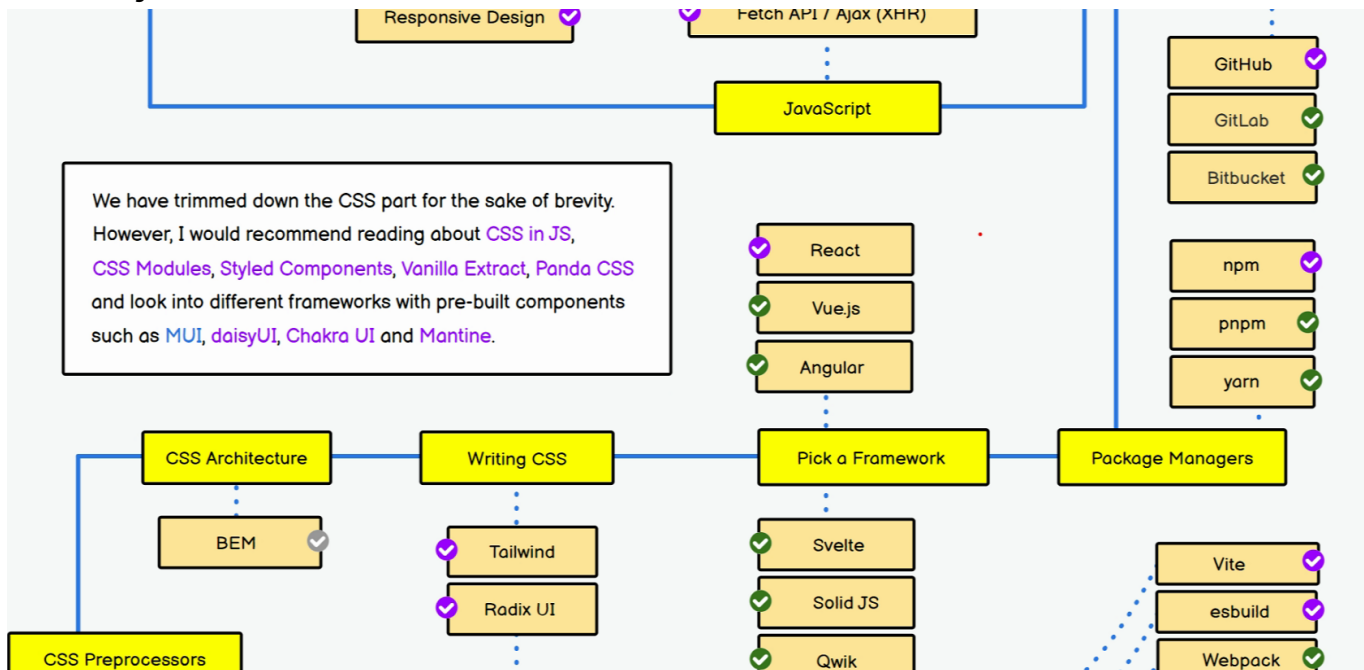 Responsive Design
Fetch API / Ajax (XHR)
JavaScript
GitHub
GitLab
Bitbucket
We have trimmed down the CSS part for the sake of brevity.
However, I would recommend reading about CSS in JS,
CSS Modules, Styled Components, Vanilla Extract, Panda CSS
and look into different frameworks with pre-built components
such as MUI, daisyUI, Chakra UI and Mantine.
React
Vue.js
Angular
npm
pnpm
yarn
CSS Architecture
Writing CSS
Pick a Framework
Package Managers
BEM
Tailwind
Radix UI
Svelte
Solid JS
Qwik
Vite
esbuild
Webpack
CSS Preprocessors